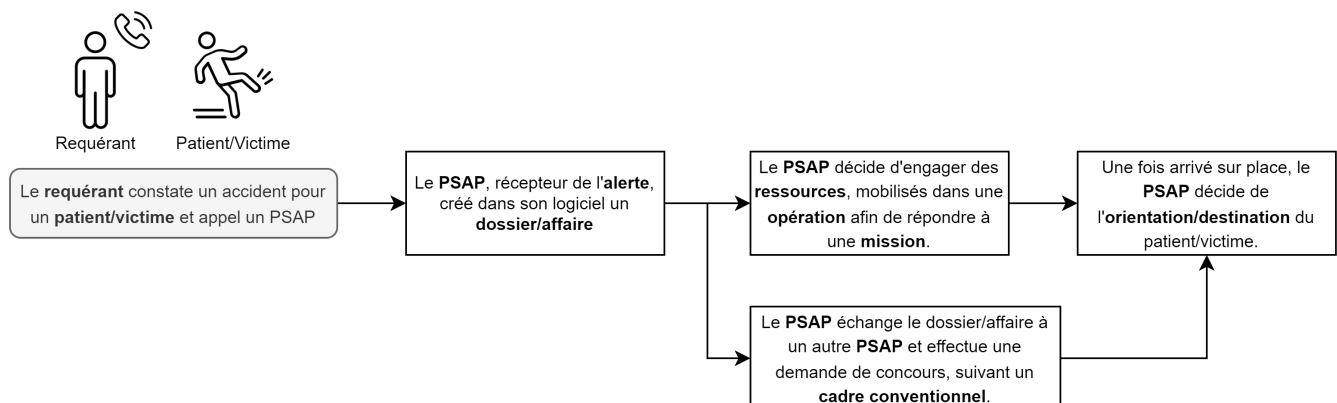 Requérant
Patient/Victime
Le requérant constate un accident pour
un patient/victime et appel un PSAP
Le PSAP, récepteur de l'alerte,
créé dans son logiciel un
dossier/affaire
Le PSAP décide d'engager des
ressources, mobilisés dans une
opération afin de répondre à
une mission.
Une fois arrivé sur place, le
PSAP décide de
l'orientation/destination du
patient/victime.
Le PSAP échange le dossier/affaire à
un autre PSAP et effectue une
demande de concours, suivant un
cadre conventionnel.